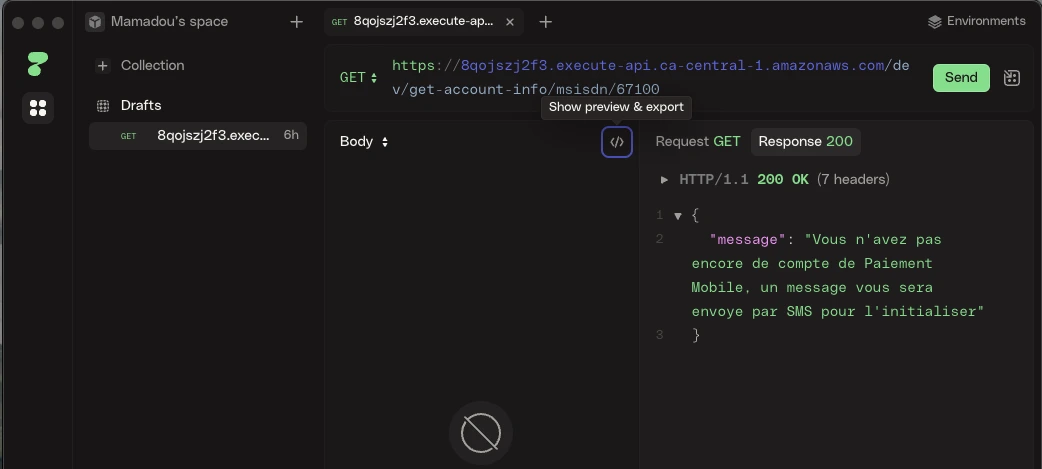 Mamadou's space
GET 8qojszj2f3.execute-ap...
Environments
Collection
Drafts
GET 8qojszj2f3.exec... 6h
GET https://8qojszj2f3.execute-api.ca-central-1.amazonaws.com/de
v/get-account-info/msisdn/67100
Send
Show preview & export
Body
Request GET Response 200
HTTP/1.1 200 OK (7 headers)
1 {
2 "message": "Vous n'avez pas
encore de compte de Paiement
Mobile, un message vous sera
envoye par SMS pour l'initialiser"
3 }